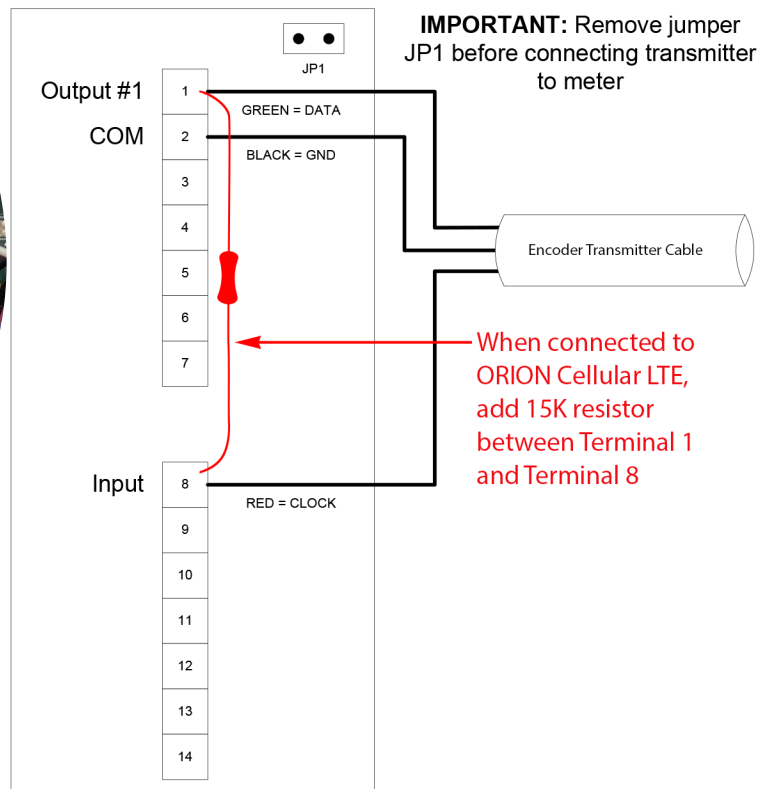 IMPORTANT: Remove jumper
JP1 before connecting transmitter
to meter
JP1
Output #1
1
GREEN = DATA
COM
2
BLACK = GND
3
4
Encoder Transmitter Cable
5
6
7
When connected to
ORION Cellular LTE,
add 15K resistor
between Terminal 1
and Terminal 8
Input
8
RED = CLOCK
9
10
11
12
13
14